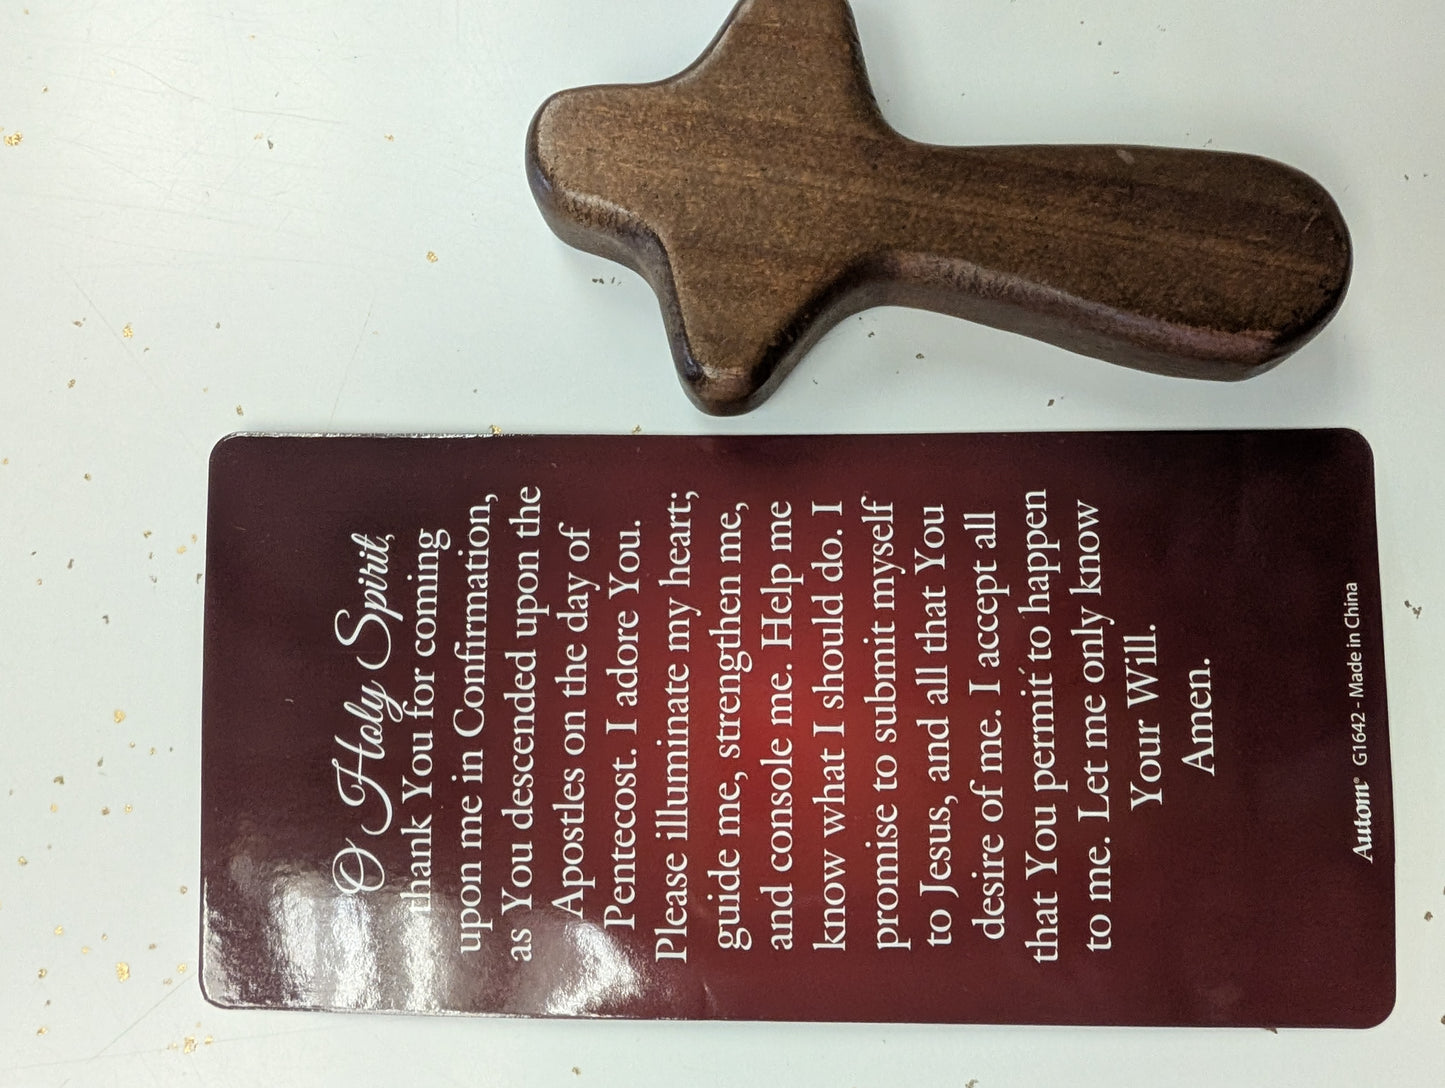 O Holy Spirit,
thank You for coming
upon me in Confirmation,
as You descended upon the
Apostles on the day of
Pentecost. I adore You.
Please illuminate my heart;
guide me, strengthen me,
and console me. Help me
know what I should do. I
promise to submit myself
to Jesus, and all that You
desire of me. I accept all
that You permit to happen
to me. Let me only know
Your Will.
Amen.
Autom® G1642 - Made in China